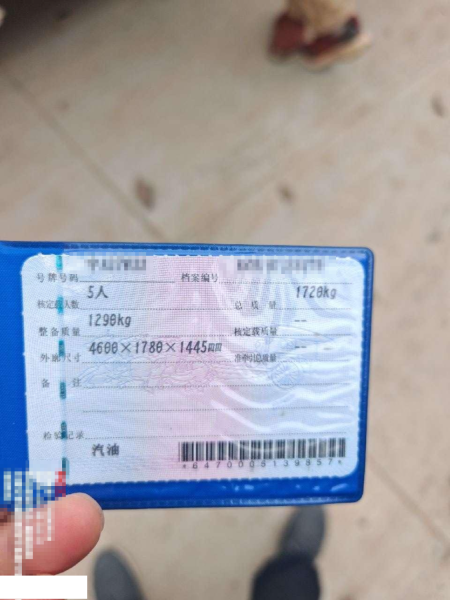 号牌号码 档案编号
核定载人数 5人 总质量 1720kg
整备质量 1290kg 核定载质量 --
外廓尺寸 4600×1780×1445mm 准牵引总质量 --
备注
检验记录 汽油